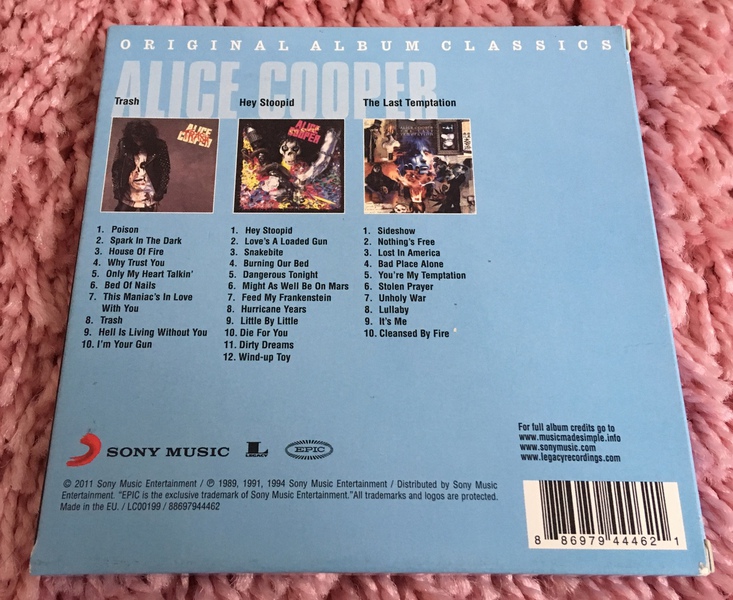 ORIGINAL ALBUM CLASSICS
ALICE COOPER
Trash
1. Poison
2. Spark In The Dark
3. House Of Fire
4. Why Trust You
5. Only My Heart Talkin'
6. Bed Of Nails
7. This Maniac's In Love
With You
8. Trash
9. Hell Is Living Without You
10. I'm Your Gun
Hey Stoopid
ALICE
COOPER
1. Hey Stoopid
2. Love's A Loaded Gun
3. Snakebite
4. Burning Our Bed
5. Dangerous Tonight
6. Might As Well Be On Mars
7. Feed My Frankenstein
8. Hurricane Years
9. Little By Little
10. Die For You
11. Dirty Dreams
12. Wind-up Toy
The Last Temptation
1. Sideshow
2. Nothing's Free
3. Lost In America
4. Bad Place Alone
5. You're My Temptation
6. Stolen Prayer
7. Unholy War
8. Lullaby
9. It's Me
10. Cleansed By Fire
For full album credits go to
www.musicmadesimple.info
www.sonymusic.com
www.legacyrecordings.com
SONY MUSIC
LEGACY
EPIC
© 2011 Sony Music Entertainment / ℗ 1989, 1991, 1994 Sony Music Entertainment / Distributed by Sony Music
Entertainment. "EPIC is the exclusive trademark of Sony Music Entertainment."All trademarks and logos are protected.
Made in the EU. / LC00199 / 88697944462
8 86979 44462 1